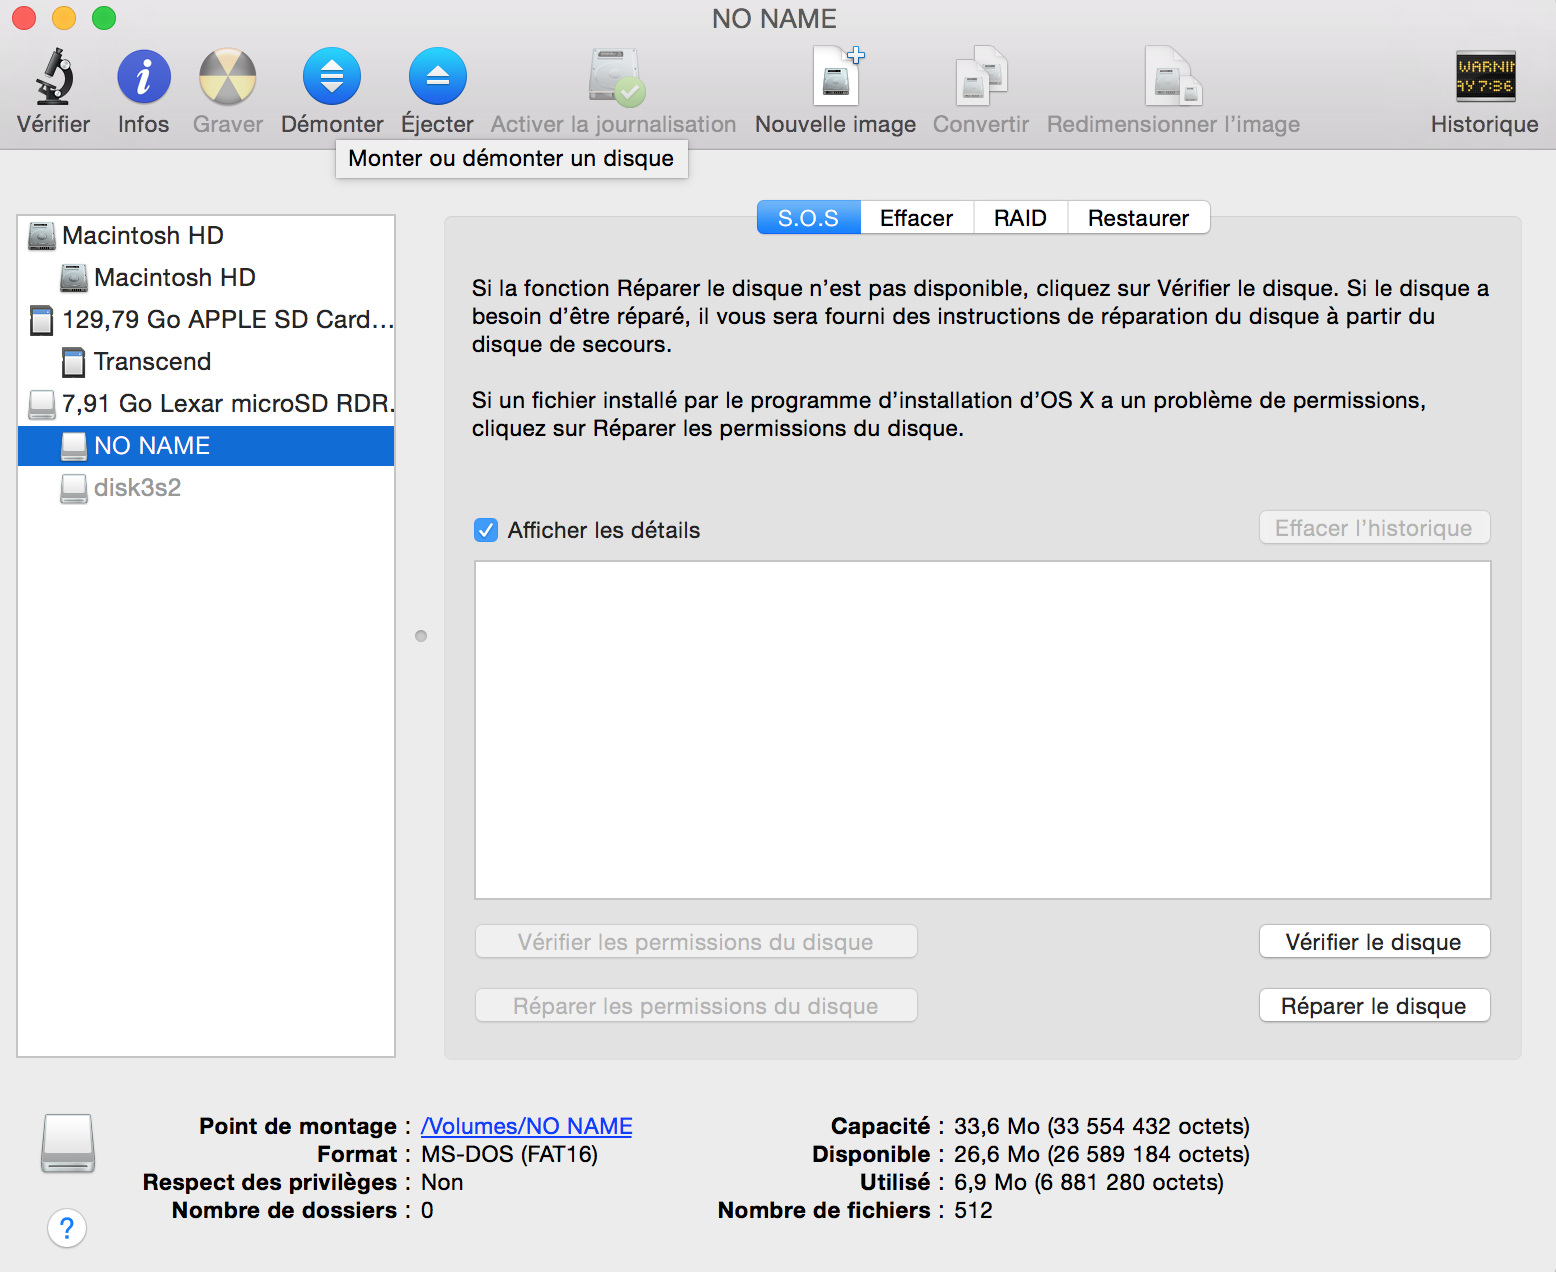 NO NAME
WARNIN
AY 7:36
Vérifier
Infos
Graver
Démonter
Éjecter
Activer la journalisation
Nouvelle image
Convertir
Redimensionner l’image
Historique
Monter ou démonter un disque
Macintosh HD
Macintosh HD
129,79 Go APPLE SD Card...
Transcend
7,91 Go Lexar microSD RDR.
NO NAME
disk3s2
S.O.S
Effacer
RAID
Restaurer
Si la fonction Réparer le disque n’est pas disponible, cliquez sur Vérifier le disque. Si le disque a
besoin d’être réparé, il vous sera fourni des instructions de réparation du disque à partir du
disque de secours.
Si un fichier installé par le programme d’installation d’OS X a un problème de permissions,
cliquez sur Réparer les permissions du disque.
Afficher les détails
Effacer l’historique
Vérifier les permissions du disque
Vérifier le disque
Réparer les permissions du disque
Réparer le disque
Point de montage : /Volumes/NO NAME
Format : MS-DOS (FAT16)
Respect des privilèges : Non
Nombre de dossiers : 0
Capacité : 33,6 Mo (33 554 432 octets)
Disponible : 26,6 Mo (26 589 184 octets)
Utilisé : 6,9 Mo (6 881 280 octets)
Nombre de fichiers : 512
?